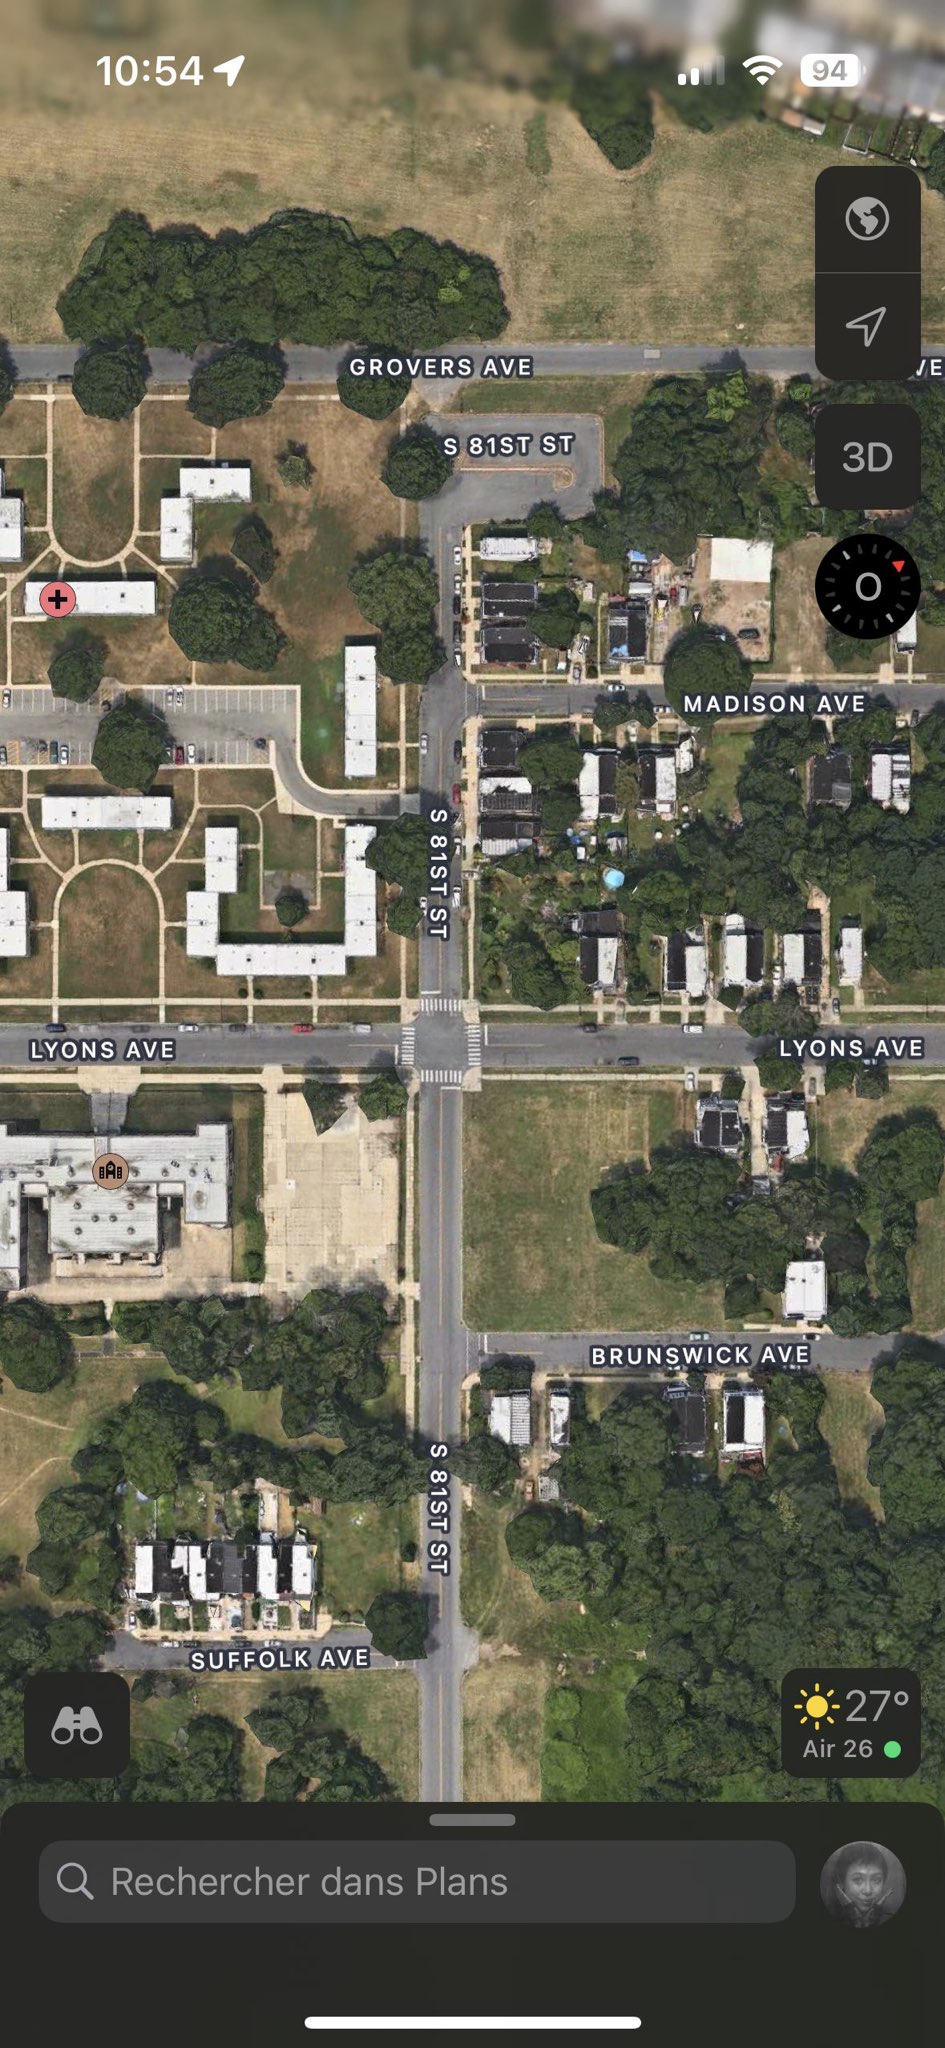 10:54
94
GROVERS AVE
VE
S 81ST ST
3D
O
MADISON AVE
S 81ST ST
LYONS AVE
LYONS AVE
BRUNSWICK AVE
S 81ST ST
SUFFOLK AVE
27°
Air 26
Rechercher dans Plans